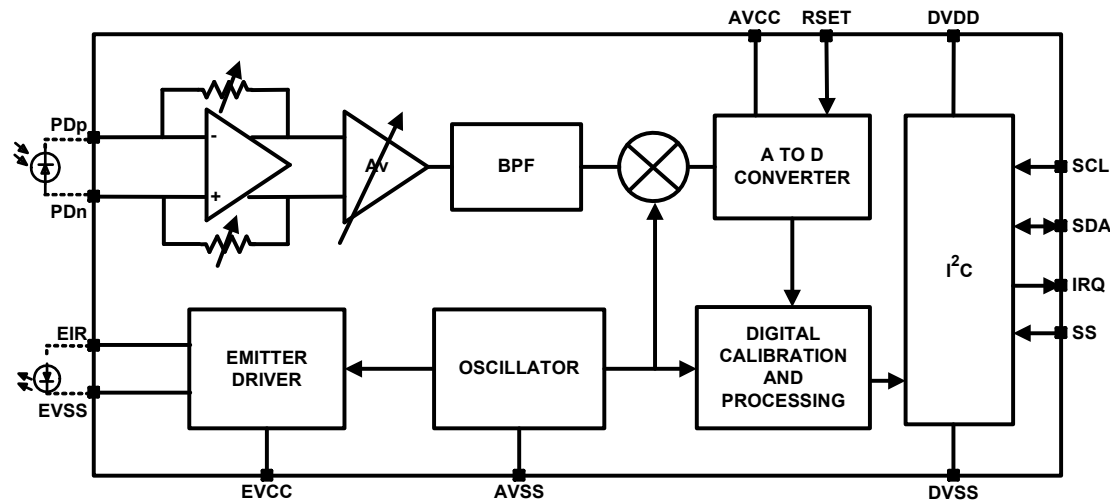 AVCC
RSET
DVDD
PDp
PDn
-
+
Av
BPF
A TO D
CONVERTER
I²C
SCL
SDA
IRQ
SS
EIR
EVSS
EMITTER
DRIVER
OSCILLATOR
DIGITAL
CALIBRATION
AND
PROCESSING
EVCC
AVSS
DVSS